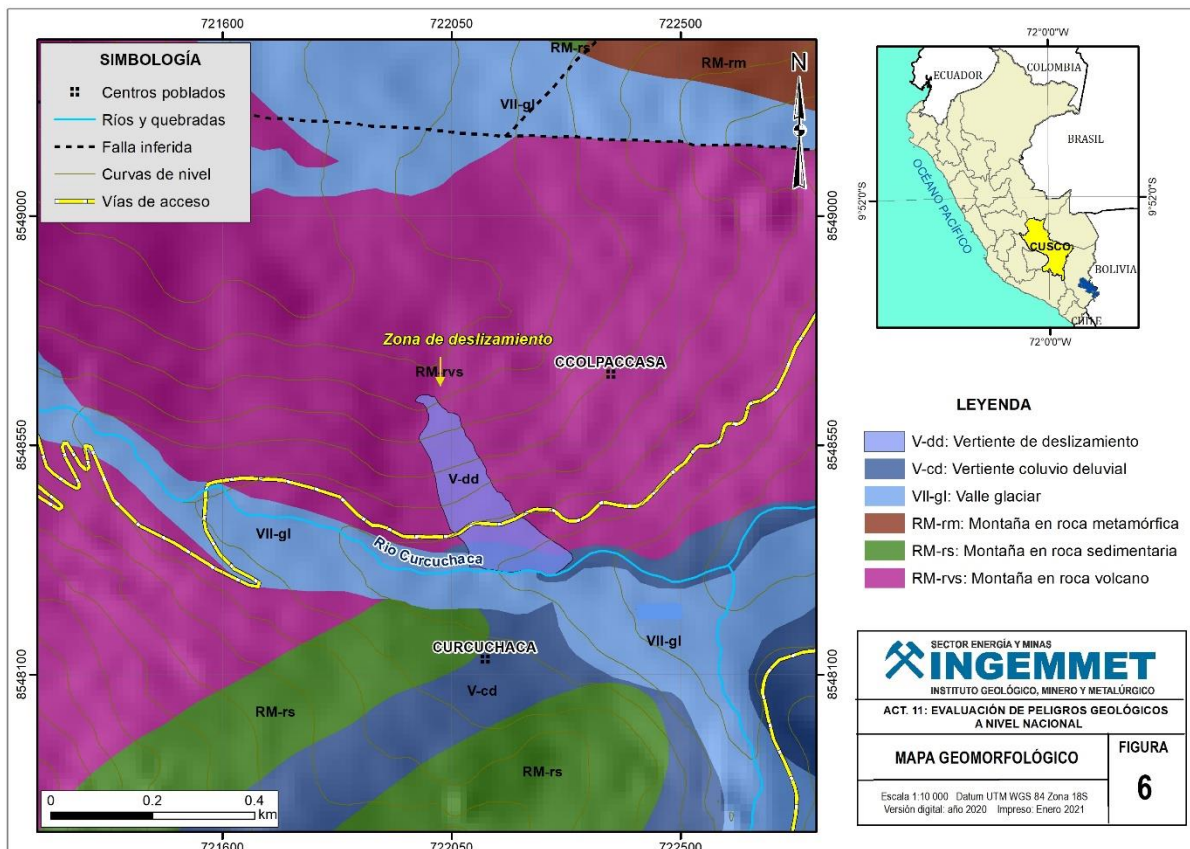 721600 722050 722500
SIMBOLOGÍA
Centros poblados
Ríos y quebradas
Falla inferida
Curvas de nivel
Vías de acceso
RM-rs
RM-rm
VII-gl
N
8549000
8549000
Zona de deslizamiento
RM-rvs
CCOLPACCASA
8548550
8548550
V-dd
VII-gl
Rio Curcuchaca
VII-gl
CURCUCHACA
8548100
8548100
V-cd
RM-rs
RM-rs
0 0.2 0.4
km
721600 722050 722500
72°0'0"W
ECUADOR
COLOMBIA
BRASIL
OCÉANO PACÍFICO
9°52'0"S
9°52'0"S
CUSCO
BOLIVIA
CHILE
72°0'0"W
LEYENDA
V-dd: Vertiente de deslizamiento
V-cd: Vertiente coluvio deluvial
VII-gl: Valle glaciar
RM-rm: Montaña en roca metamórfica
RM-rs: Montaña en roca sedimentaria
RM-rvs: Montaña en roca volcano
SECTOR ENERGÍA Y MINAS
INGEMMET
INSTITUTO GEOLÓGICO, MINERO Y METALÚRGICO
ACT. 11: EVALUACIÓN DE PELIGROS GEOLÓGICOS
A NIVEL NACIONAL
MAPA GEOMORFOLÓGICO
FIGURA
6
Escala 1:10 000 Datum UTM WGS 84 Zona 18S
Versión digital: año 2020 Impreso: Enero 2021